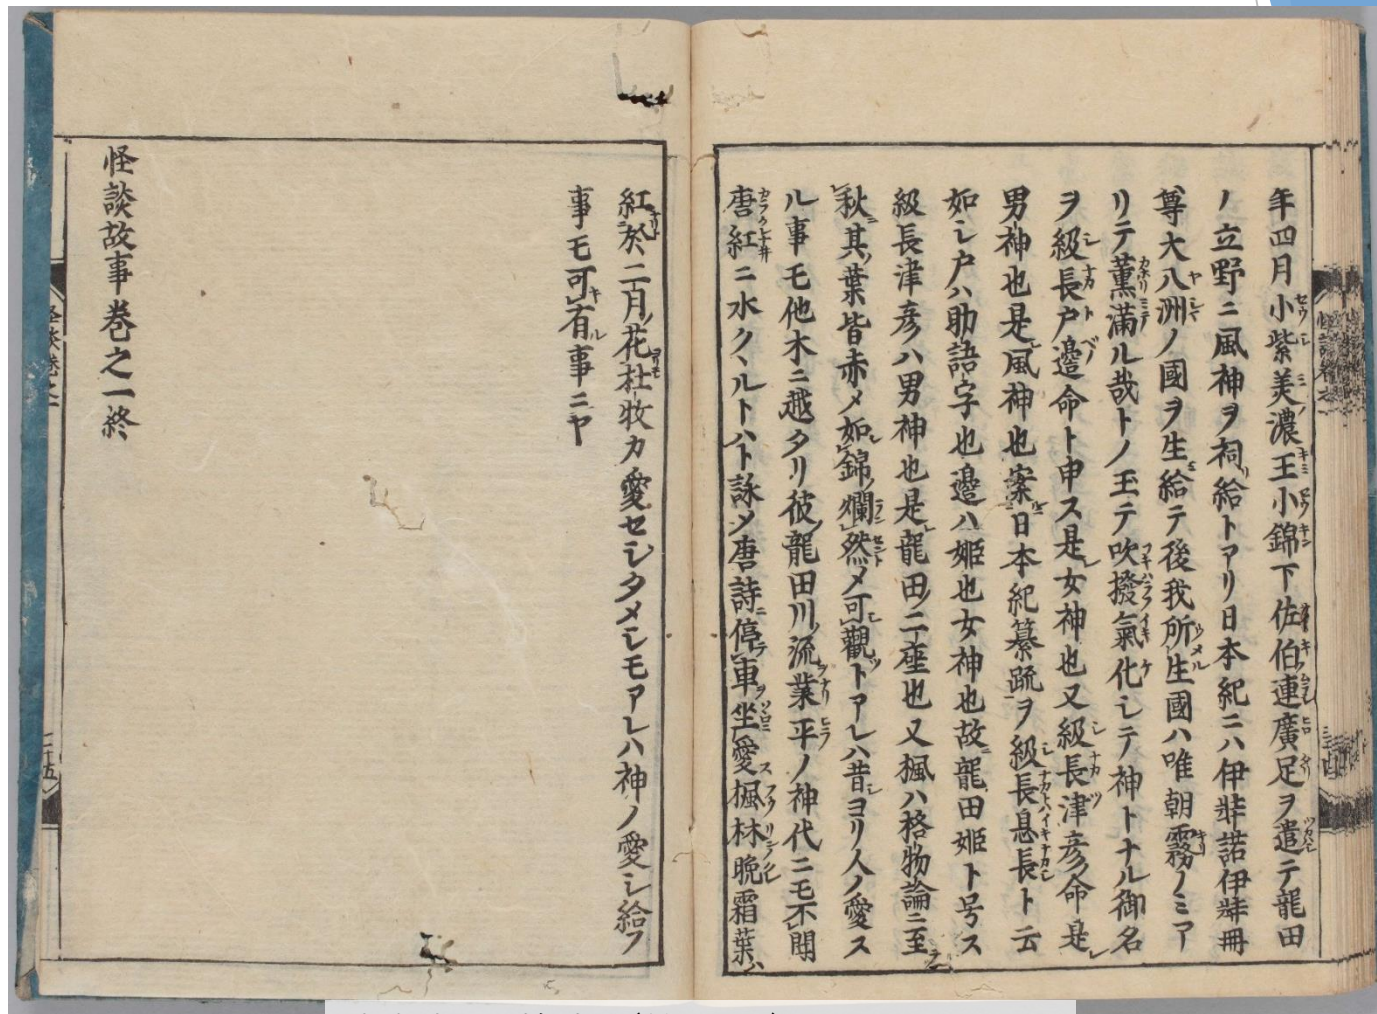 年四月小紫美濃王小錦下佐伯連廣足ヲ遣テ龍田
ノ立野ニ風神ヲ祠給トアリ日本紀ニハ伊弉諾伊弉冊
尊大八洲ノ國ヲ生給テ後我所生國ハ唯朝霧ノミア
リテ薫滿ル哉トノ玉テ吹撥氣化シテ神トナル御名
ヲ級長戸邊命ト申ス是女神也又級長津彦命是
男神也是風神也案日本紀纂疏ヲ級長息長ト云
如シ戸ハ助語字也邊ハ姫也女神也故龍田姫ト号ス
級長津彦ハ男神也是龍田ノ二座也又楓ハ格物論ニ至
秋其葉皆赤メ如錦ノ爛然メ可觀トアレハ昔ヨリ人ノ愛ス
ル事モ他木ニ越タリ彼龍田川ノ流業平ノ神代ニモ不聞
唐紅ニ水クヽルトハト詠メ唐詩ニ停車坐愛楓林晩霜葉ハ
紅於二月ノ花杜牧カ愛セシタメシモアレハ神ノ愛シ給フ
事モ可有事ニヤ
怪談故事巻之一終